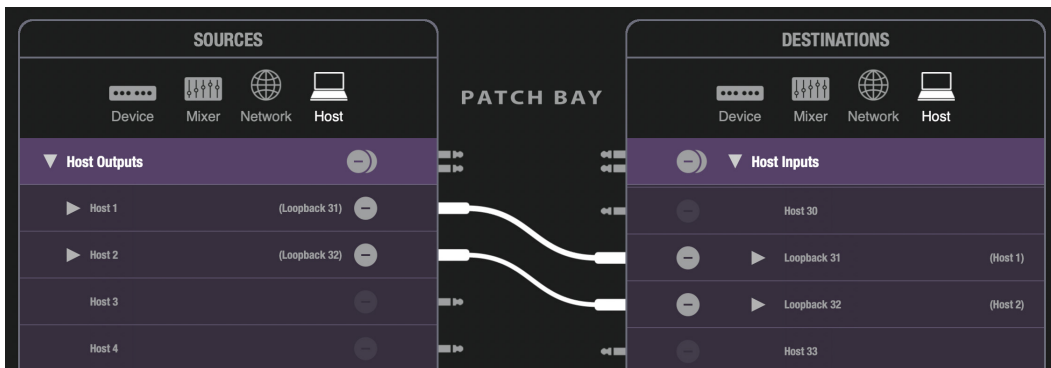 SOURCES
Device Mixer Network Host
Host Outputs
Host 1 (Loopback 31)
Host 2 (Loopback 32)
Host 3
Host 4
PATCH BAY
DESTINATIONS
Device Mixer Network Host
Host Inputs
Host 30
Loopback 31 (Host 1)
Loopback 32 (Host 2)
Host 33